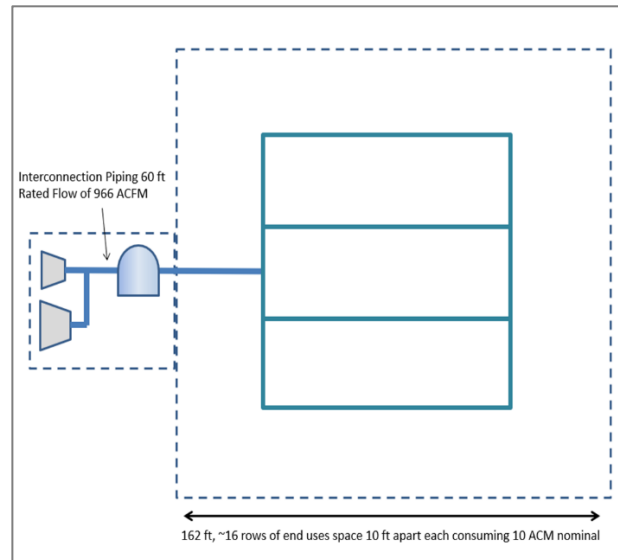 Interconnection Piping 60 ft
Rated Flow of 966 ACFM
162 ft, ~16 rows of end uses space 10 ft apart each consuming 10 ACM nominal